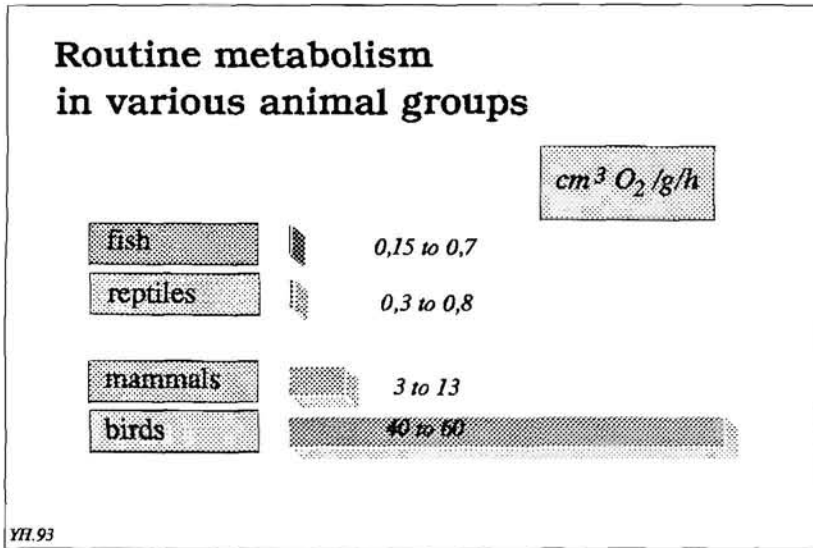 Routine metabolism
in various animal groups
cm³ O₂ /g/h
fish 0,15 to 0,7
reptiles 0,3 to 0,8
mammals 3 to 13
birds 40 to 60
YH.93